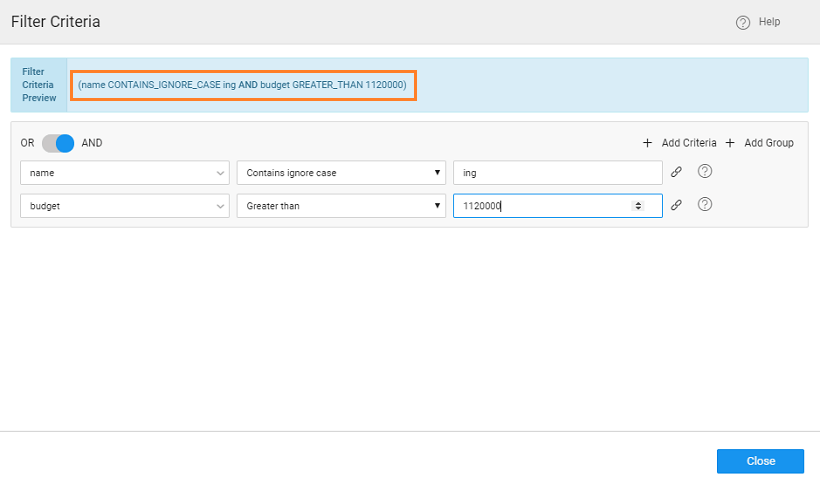 Filter Criteria
Help
Filter
Criteria
Preview
(name CONTAINS_IGNORE_CASE ing AND budget GREATER_THAN 1120000)
OR AND + Add Criteria + Add Group
name Contains ignore case ing
budget Greater than 1120000
Close